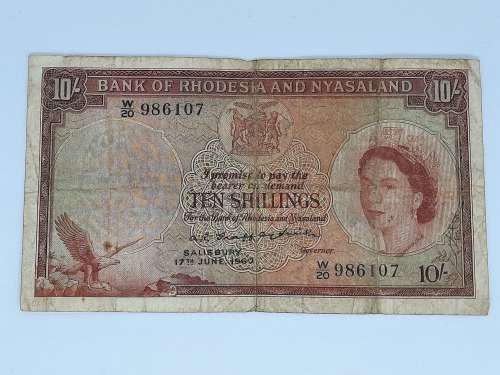 10/- BANK OF RHODESIA AND NYASALAND 10/-
W/20 986107
I promise to pay the
bearer on demand
TEN SHILLINGS
For the Bank of Rhodesia and Nyasaland
SALISBURY Governor.
17TH JUNE 1960
W/20 986107 10/-